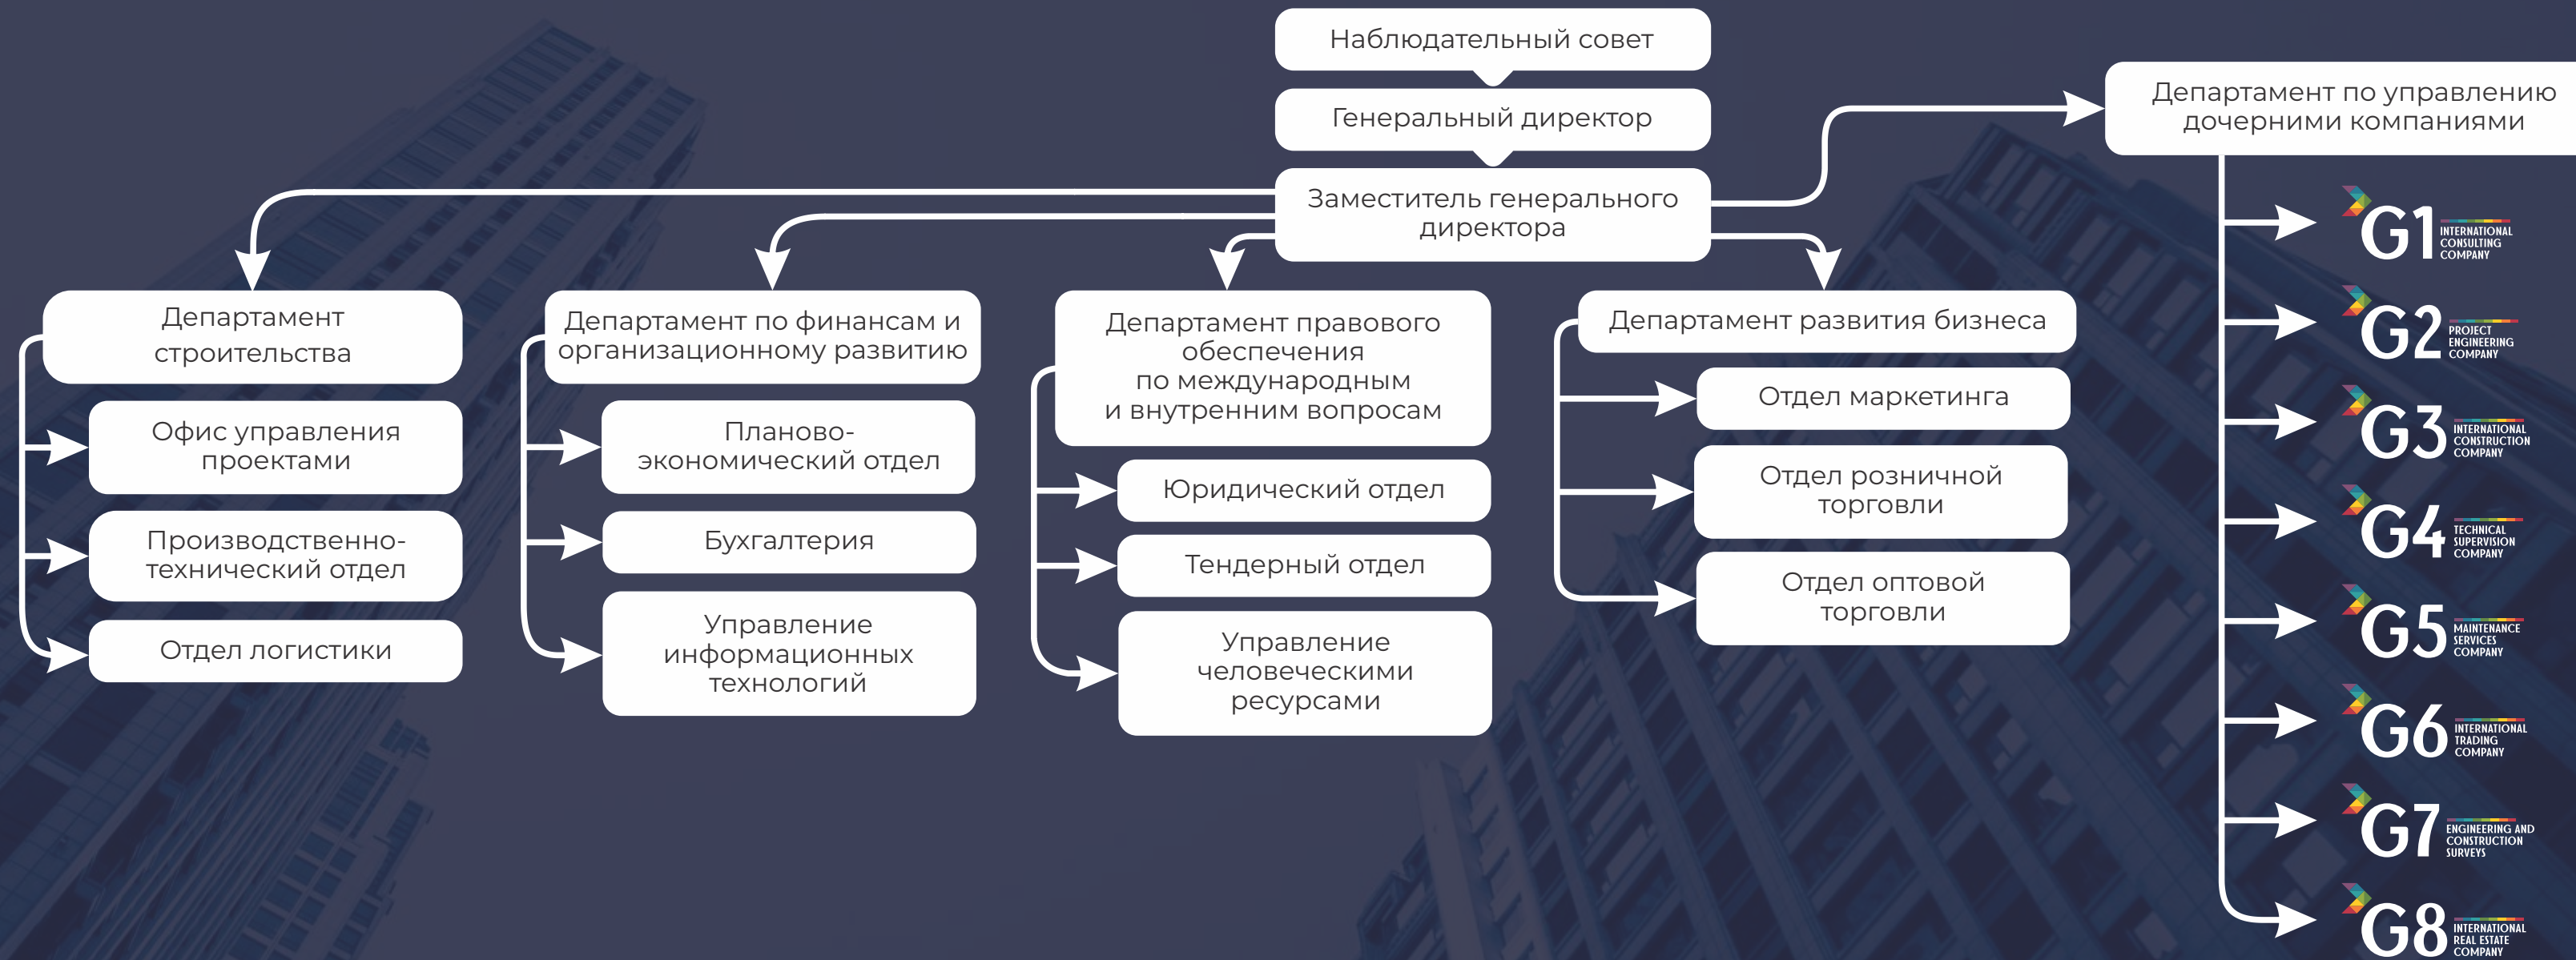 Наблюдательный совет
Генеральный директор
Заместитель генерального
директора
Департамент по управлению
дочерними компаниями
Департамент
строительства
Офис управления
проектами
Производственно-
технический отдел
Отдел логистики
Департамент по финансам и
организационному развитию
Планово-
экономический отдел
Бухгалтерия
Управление
информационных
технологий
Департамент правового
обеспечения
по международным
и внутренним вопросам
Юридический отдел
Тендерный отдел
Управление
человеческими
ресурсами
Департамент развития бизнеса
Отдел маркетинга
Отдел розничной
торговли
Отдел оптовой
торговли
G1
INTERNATIONAL
CONSULTING
COMPANY
G2
PROJECT
ENGINEERING
COMPANY
G3
INTERNATIONAL
CONSTRUCTION
COMPANY
G4
TECHNICAL
SUPERVISION
COMPANY
G5
MAINTENANCE
SERVICES
COMPANY
G6
INTERNATIONAL
TRADING
COMPANY
G7
ENGINEERING AND
CONSTRUCTION
SURVEYS
G8
INTERNATIONAL
REAL ESTATE
COMPANY